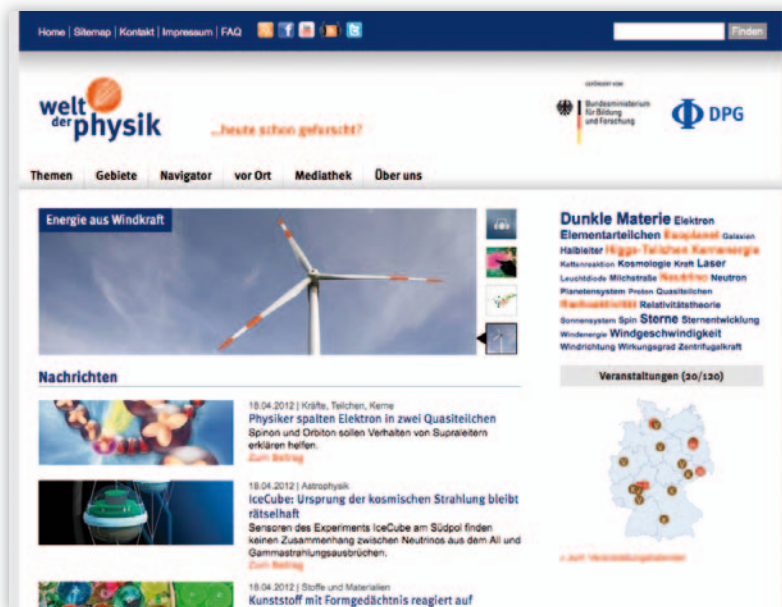 Home | Sitemap | Kontakt | Impressum | FAQ
Finden
welt
der physik
...heute schon geforscht?
Bundesministerium
für Bildung
und Forschung
DPG
Themen Gebiete Navigator vor Ort Mediathek Über uns
Energie aus Windkraft
Dunkle Materie Elektron
Elementarteilchen Exoplanet Galaxien
Halbleiter Higgs-Teilchen Kernenergie
Kettenreaktion Kosmologie Kraft Laser
Leuchtdiode Milchstraße Neutrino Neutron
Planetensystem Proton Quasiteilchen
Radioaktivität Relativitätstheorie
Sonnensystem Spin Sterne Sternentwicklung
Windenergie Windgeschwindigkeit
Windrichtung Wirkungsgrad Zentrifugalkraft
Nachrichten
18.04.2012 | Kräfte, Teilchen, Kerne
Physiker spalten Elektron in zwei Quasiteilchen
Spinon und Orbiton sollen Verhalten von Supraleitern
erklären helfen.
Zum Beitrag
18.04.2012 | Astrophysik
IceCube: Ursprung der kosmischen Strahlung bleibt
rätselhaft
Sensoren des Experiments IceCube am Südpol finden
keinen Zusammenhang zwischen Neutrinos aus dem All und
Gammastrahlungsausbrüchen.
Zum Beitrag
18.04.2012 | Stoffe und Materialien
Kunststoff mit Formgedächtnis reagiert auf
Veranstaltungen (20/120)
» zum Veranstaltungskalender